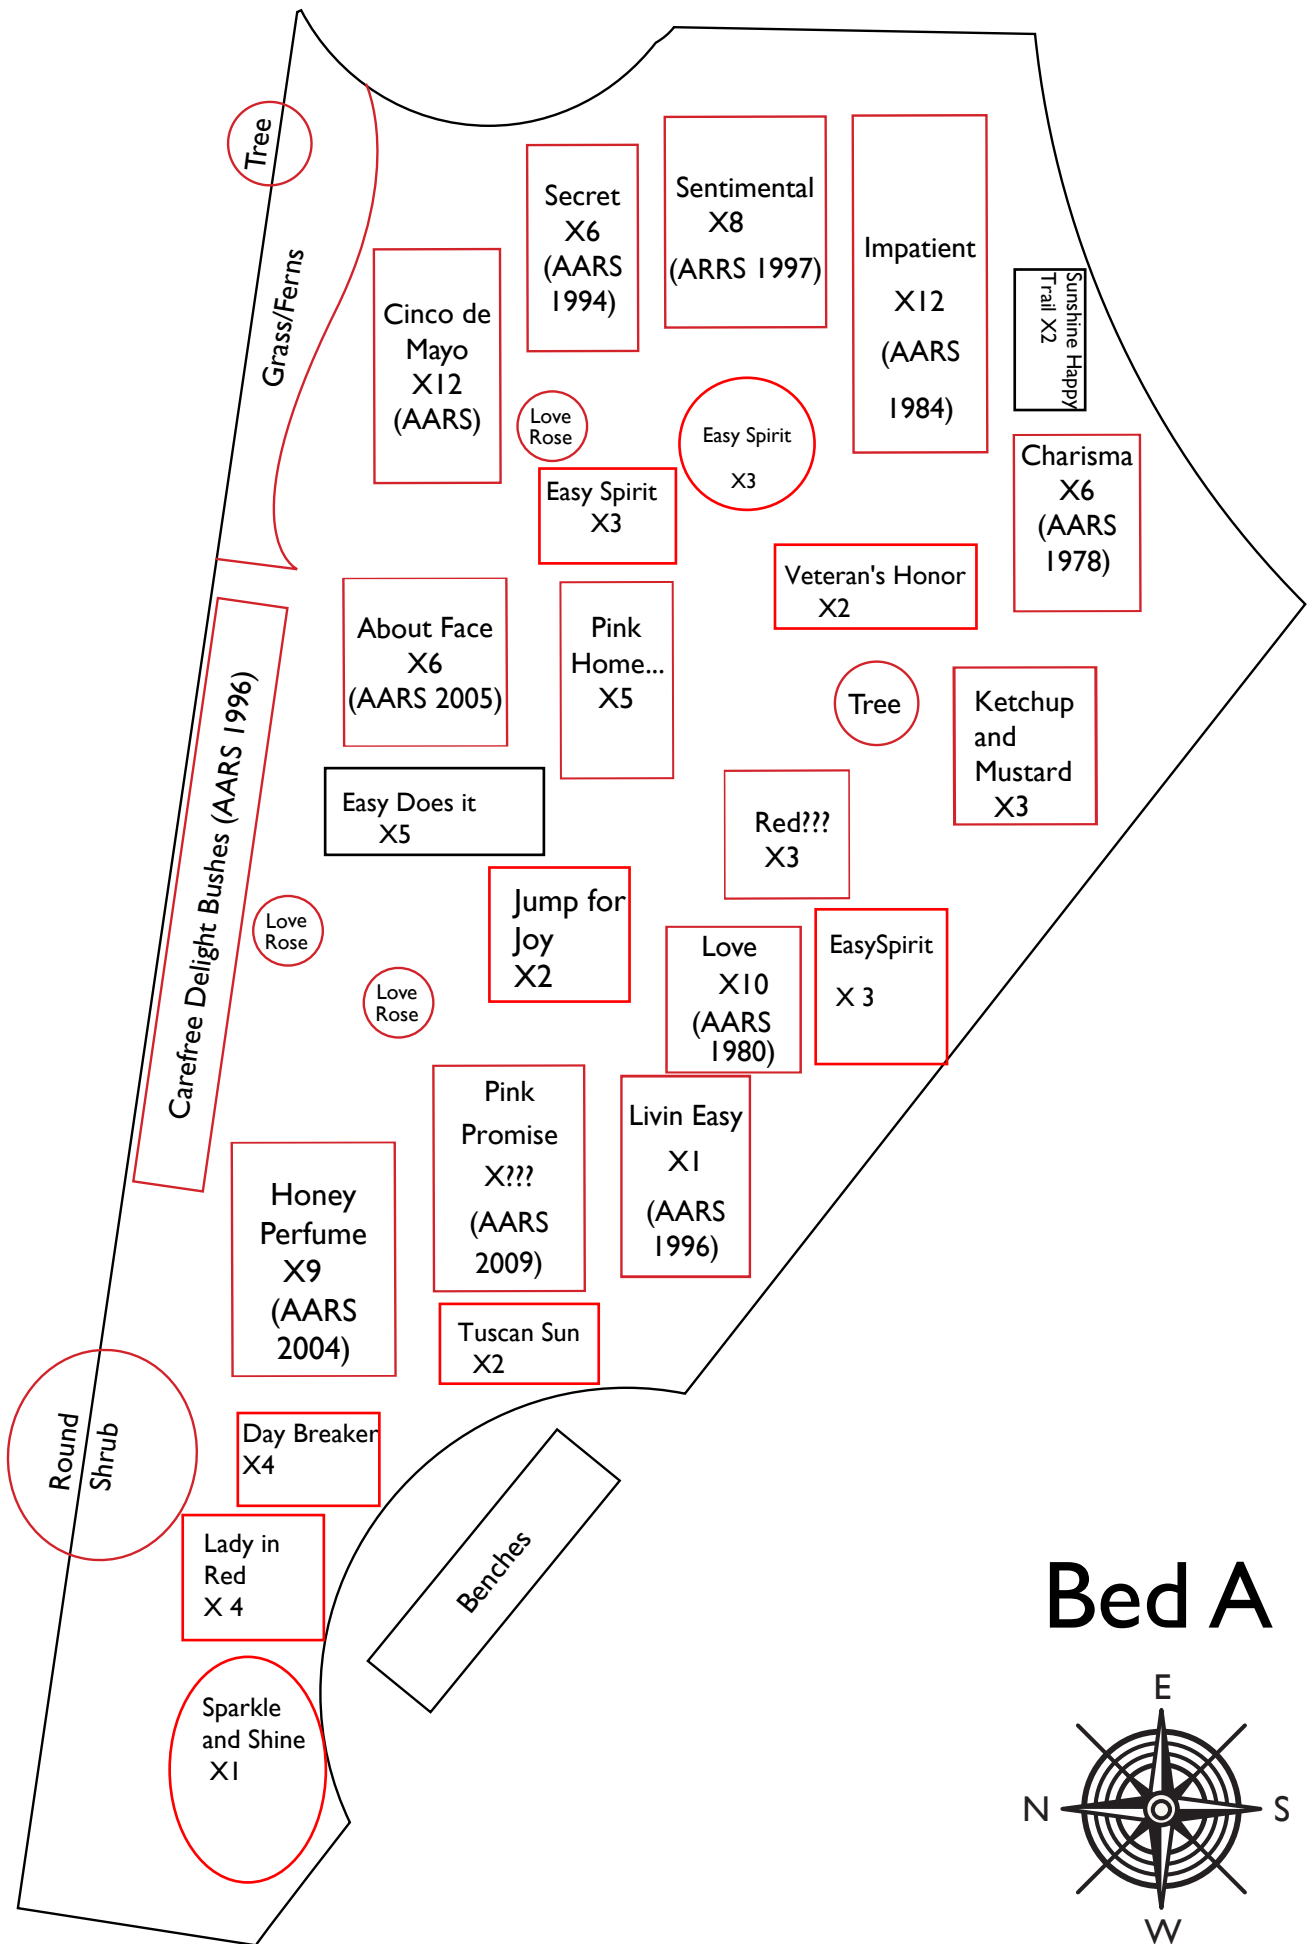 Tree
Grass/Ferns
Secret
X6
(AARS
1994)
Sentimental
X8
(ARRS 1997)
Impatient
X12
(AARS
1984)
Sunshine Happy
Trail X2
Cinco de
Mayo
X12
(AARS)
Love
Rose
Easy Spirit
X3
Easy Spirit
X3
Charisma
X6
(AARS
1978)
Veteran's Honor
X2
About Face
X6
(AARS 2005)
Pink
Home...
X5
Tree
Ketchup
and
Mustard
X3
Carefree Delight Bushes (AARS 1996)
Easy Does it
X5
Red???
X3
Jump for
Joy
X2
Love
Rose
Love
Rose
Love
X10
(AARS
1980)
EasySpirit
X 3
Pink
Promise
X???
(AARS
2009)
Livin Easy
X1
(AARS
1996)
Honey
Perfume
X9
(AARS
2004)
Tuscan Sun
X2
Round
Shrub
Day Breaker
X4
Lady in
Red
X 4
Benches
Sparkle
and Shine
X1
Bed A
E
N
S
W